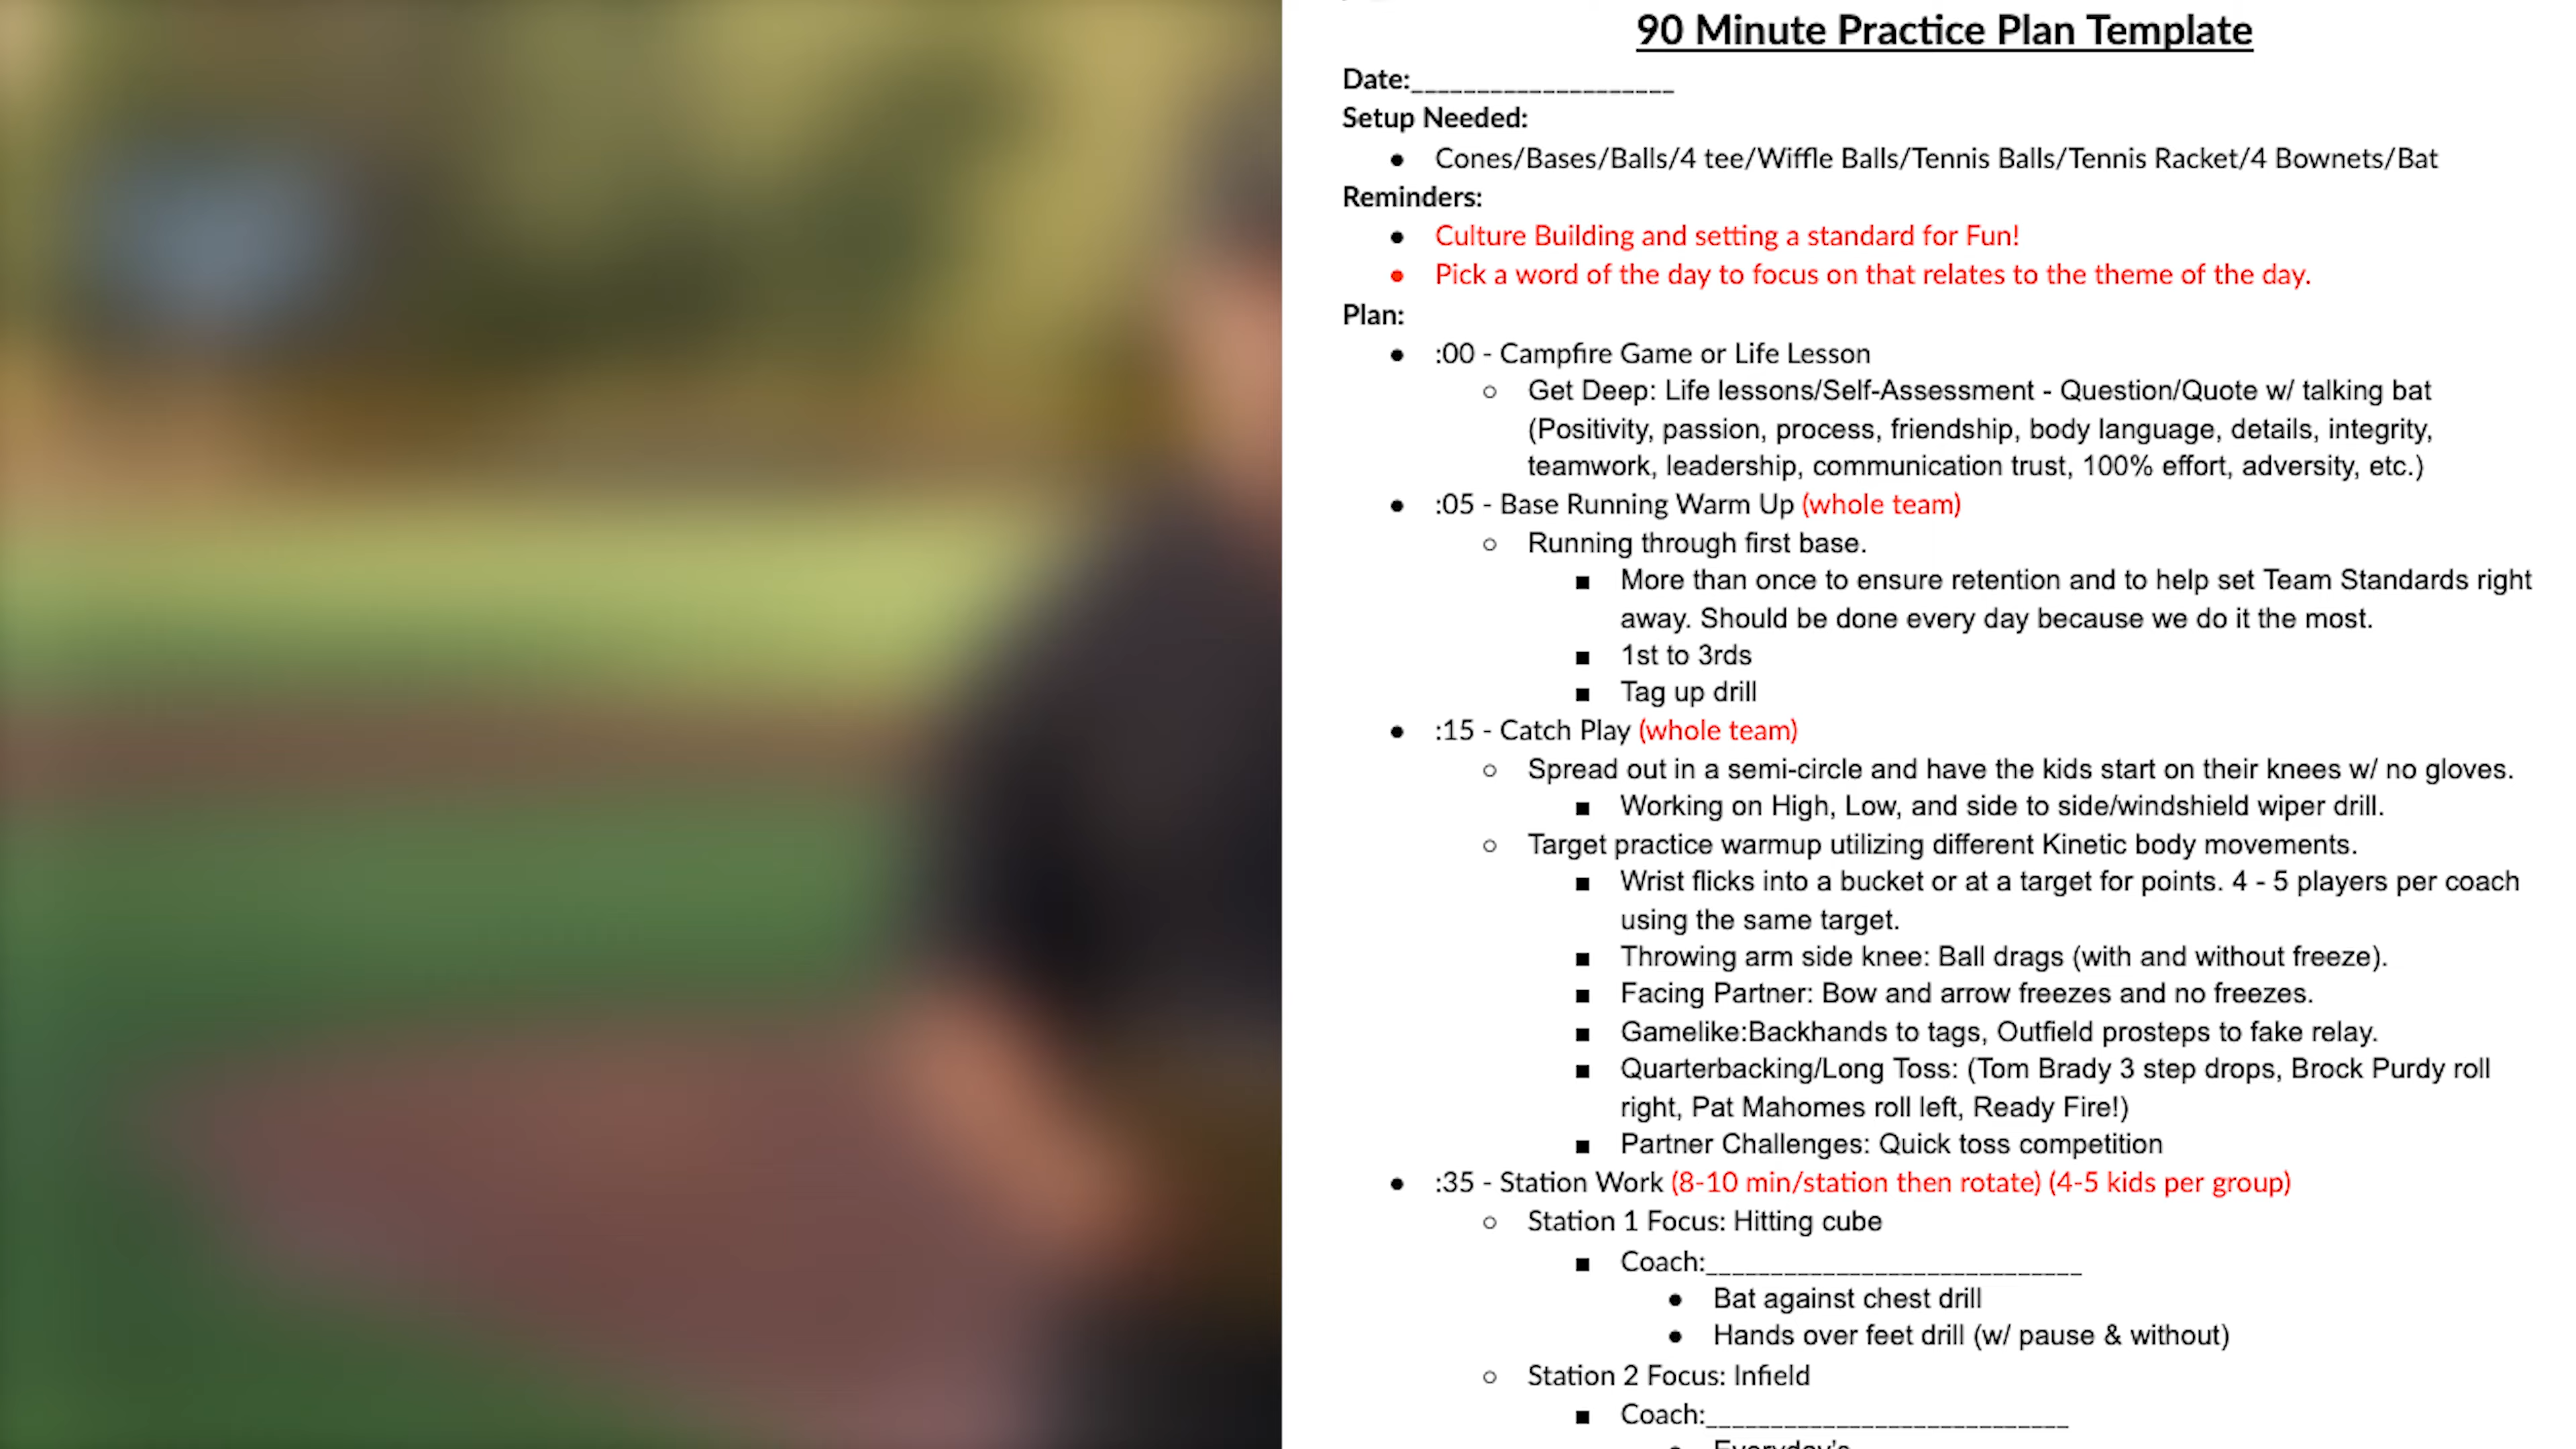 90 Minute Practice Plan Template
Date:____________________
Setup Needed:
● Cones/Bases/Balls/4 tee/Wiffle Balls/Tennis Balls/Tennis Racket/4 Bownets/Bat
Reminders:
● Culture Building and setting a standard for Fun!
● Pick a word of the day to focus on that relates to the theme of the day.
Plan:
● :00 - Campfire Game or Life Lesson
○ Get Deep: Life lessons/Self-Assessment - Question/Quote w/ talking bat
(Positivity, passion, process, friendship, body language, details, integrity,
teamwork, leadership, communication trust, 100% effort, adversity, etc.)
● :05 - Base Running Warm Up (whole team)
○ Running through first base.
■ More than once to ensure retention and to help set Team Standards right
away. Should be done every day because we do it the most.
■ 1st to 3rds
■ Tag up drill
● :15 - Catch Play (whole team)
○ Spread out in a semi-circle and have the kids start on their knees w/ no gloves.
■ Working on High, Low, and side to side/windshield wiper drill.
○ Target practice warmup utilizing different Kinetic body movements.
■ Wrist flicks into a bucket or at a target for points. 4 - 5 players per coach
using the same target.
■ Throwing arm side knee: Ball drags (with and without freeze).
■ Facing Partner: Bow and arrow freezes and no freezes.
■ Gamelike:Backhands to tags, Outfield prosteps to fake relay.
■ Quarterbacking/Long Toss: (Tom Brady 3 step drops, Brock Purdy roll
right, Pat Mahomes roll left, Ready Fire!)
■ Partner Challenges: Quick toss competition
● :35 - Station Work (8-10 min/station then rotate) (4-5 kids per group)
○ Station 1 Focus: Hitting cube
■ Coach:____________________________
● Bat against chest drill
● Hands over feet drill (w/ pause & without)
○ Station 2 Focus: Infield
■ Coach:___________________________